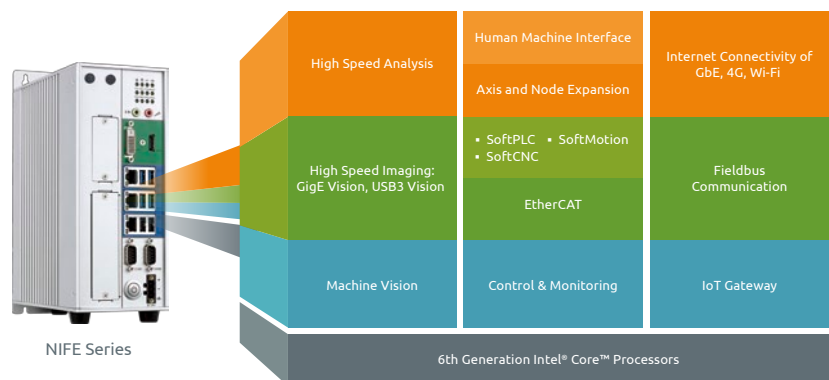 High Speed Analysis
High Speed Imaging:
GigE Vision, USB3 Vision
Machine Vision
Human Machine Interface
Axis and Node Expansion
▪ SoftPLC ▪ SoftMotion
▪ SoftCNC
EtherCAT
Control & Monitoring
Internet Connectivity of
GbE, 4G, Wi-Fi
Fieldbus
Communication
IoT Gateway
6th Generation Intel® Core™ Processors
NIFE Series